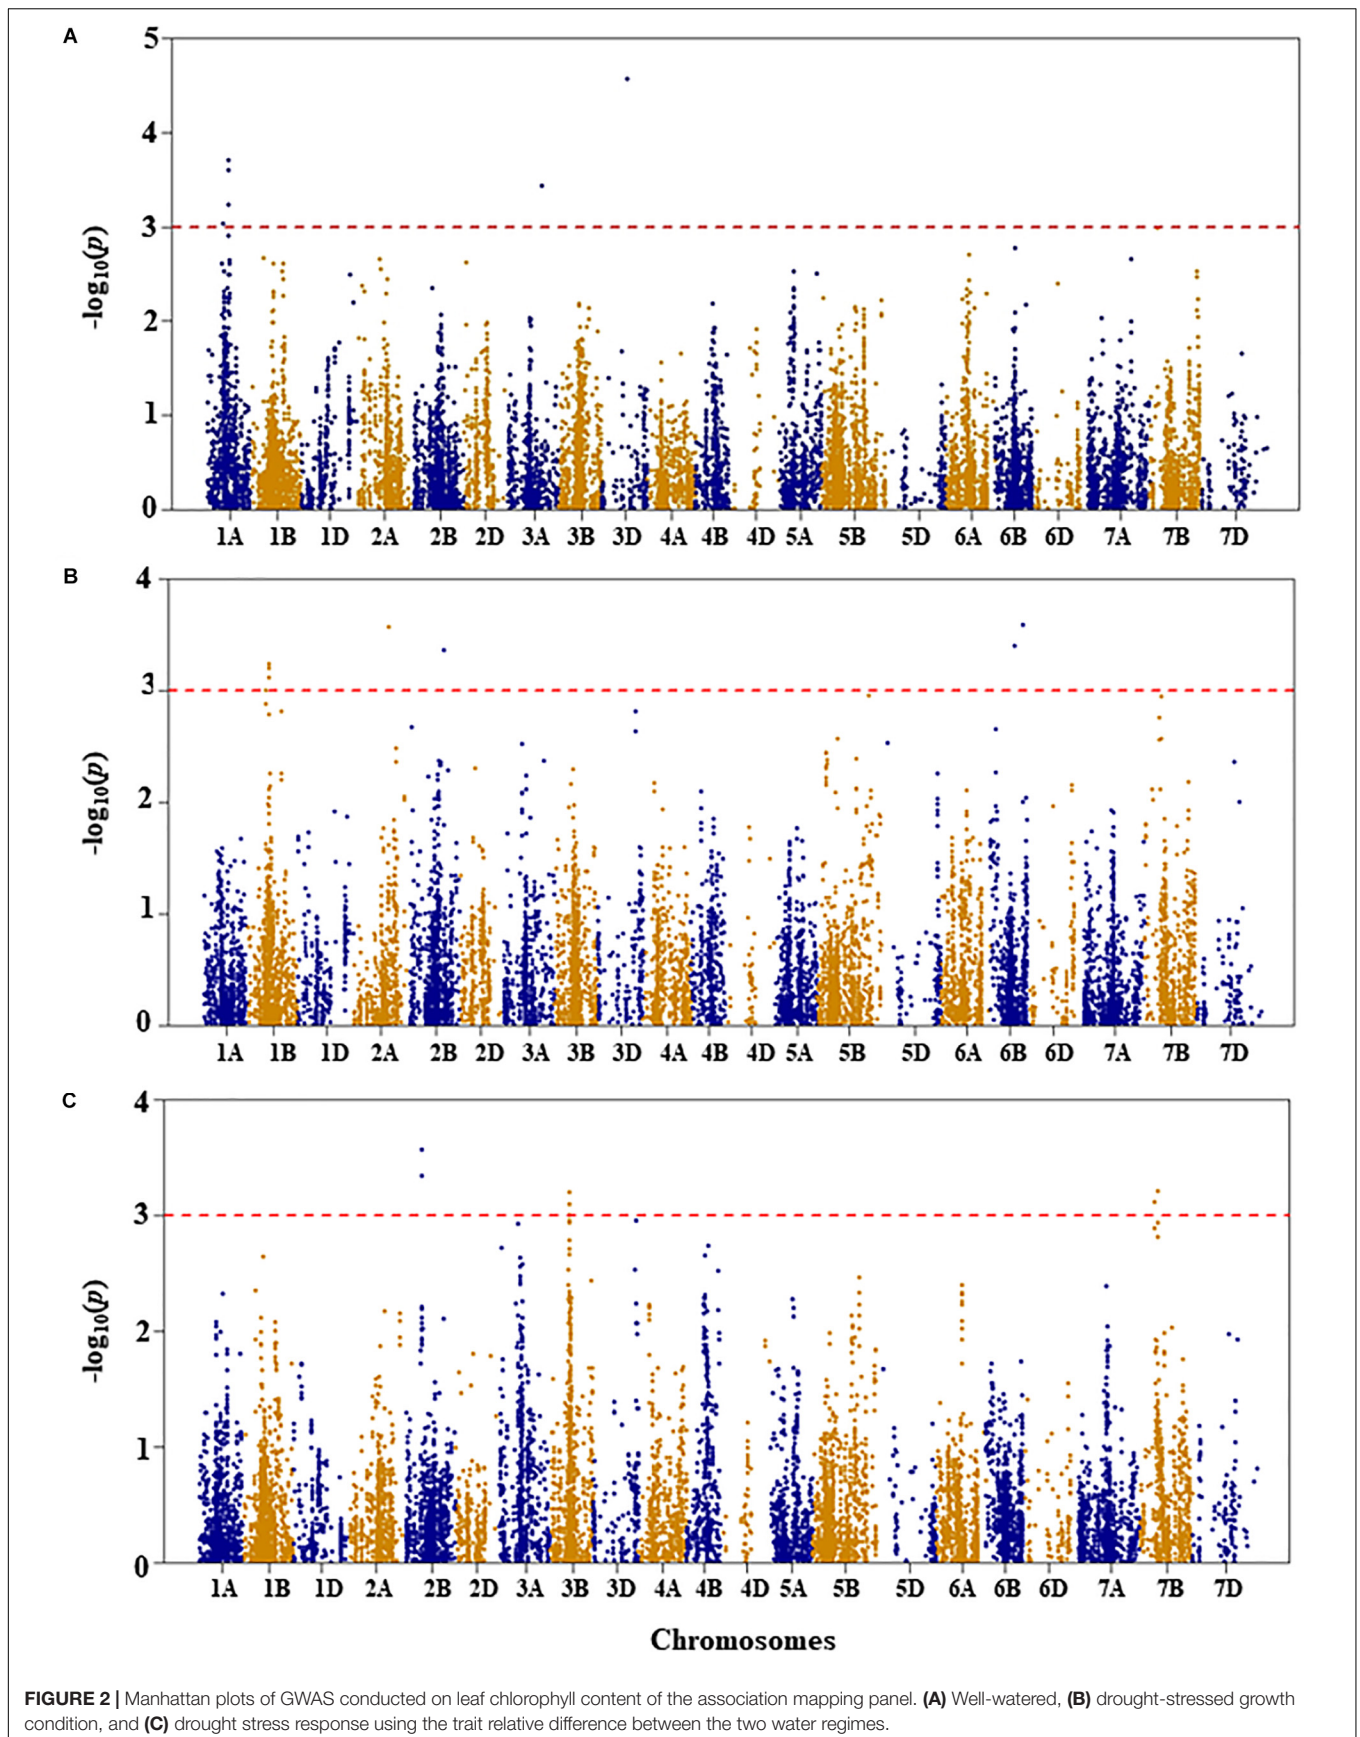 A
5
4
3
2
1
0
-log10(p)
1A 1B 1D 2A 2B 2D 3A 3B 3D 4A 4B 4D 5A 5B 5D 6A 6B 6D 7A 7B 7D
B
4
3
2
1
0
-log10(p)
1A 1B 1D 2A 2B 2D 3A 3B 3D 4A 4B 4D 5A 5B 5D 6A 6B 6D 7A 7B 7D
C
4
3
2
1
0
-log10(p)
1A 1B 1D 2A 2B 2D 3A 3B 3D 4A 4B 4D 5A 5B 5D 6A 6B 6D 7A 7B 7D
Chromosomes
FIGURE 2 | Manhattan plots of GWAS conducted on leaf chlorophyll content of the association mapping panel. (A) Well-watered, (B) drought-stressed growth
condition, and (C) drought stress response using the trait relative difference between the two water regimes.